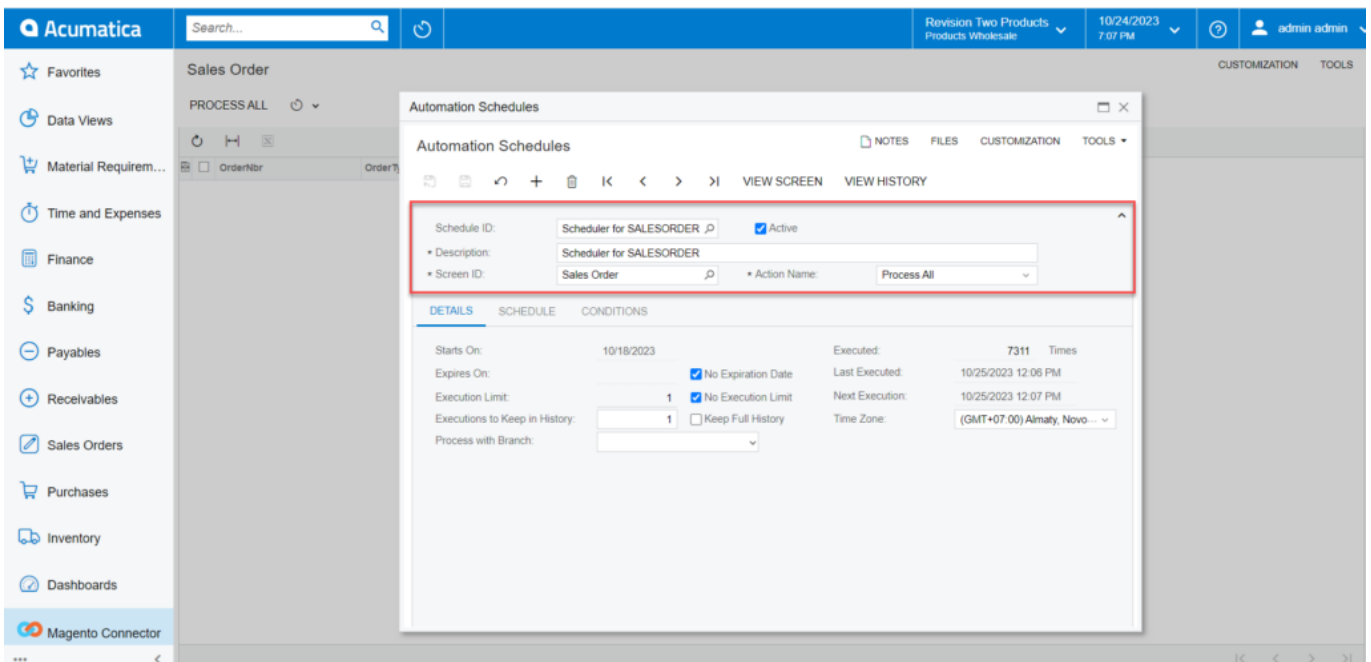 Acumatica
Search...
Revision Two Products
Products Wholesale
10/24/2023
7:07 PM
admin admin
Favorites
Data Views
Material Requirem...
Time and Expenses
Finance
Banking
Payables
Receivables
Sales Orders
Purchases
Inventory
Dashboards
Magento Connector
Sales Order
CUSTOMIZATION TOOLS
PROCESS ALL
OrderNbr
Automation Schedules
Automation Schedules
NOTES FILES CUSTOMIZATION TOOLS
VIEW SCREEN VIEW HISTORY
Schedule ID: Scheduler for SALESORDER Active
* Description: Scheduler for SALESORDER
* Screen ID: Sales Order * Action Name: Process All
DETAILS SCHEDULE CONDITIONS
Starts On: 10/18/2023 Executed: 7311 Times
Expires On: No Expiration Date Last Executed: 10/25/2023 12:06 PM
Execution Limit: 1 No Execution Limit Next Execution: 10/25/2023 12:07 PM
Executions to Keep in History: 1 Keep Full History Time Zone: (GMT+07:00) Almaty, Novo...
Process with Branch: